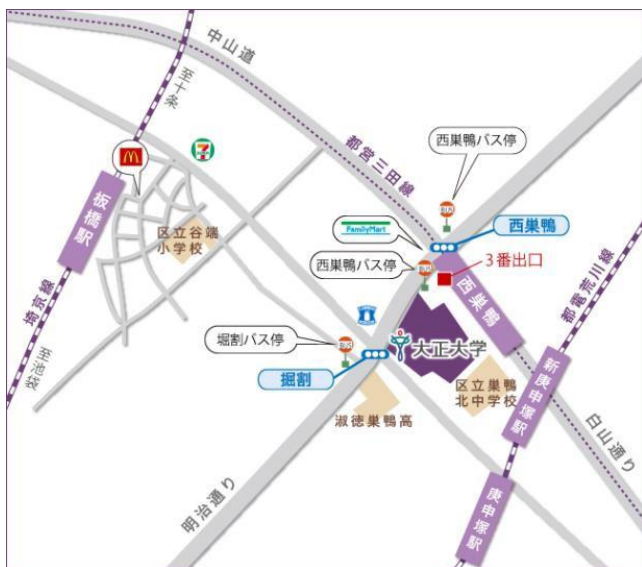 中山道
至十条
都営三田線
西巣鴨バス停
板橋駅
区立谷端
小学校
FamilyMart
西巣鴨
西巣鴨バス停
3番出口
都電荒川線
埼京線
西巣鴨
堀割バス停
大正大学
新庚申塚駅
至池袋
堀割
区立巣鴨
北中学校
淑徳巣鴨高
白山通り
明治通り
庚申塚駅